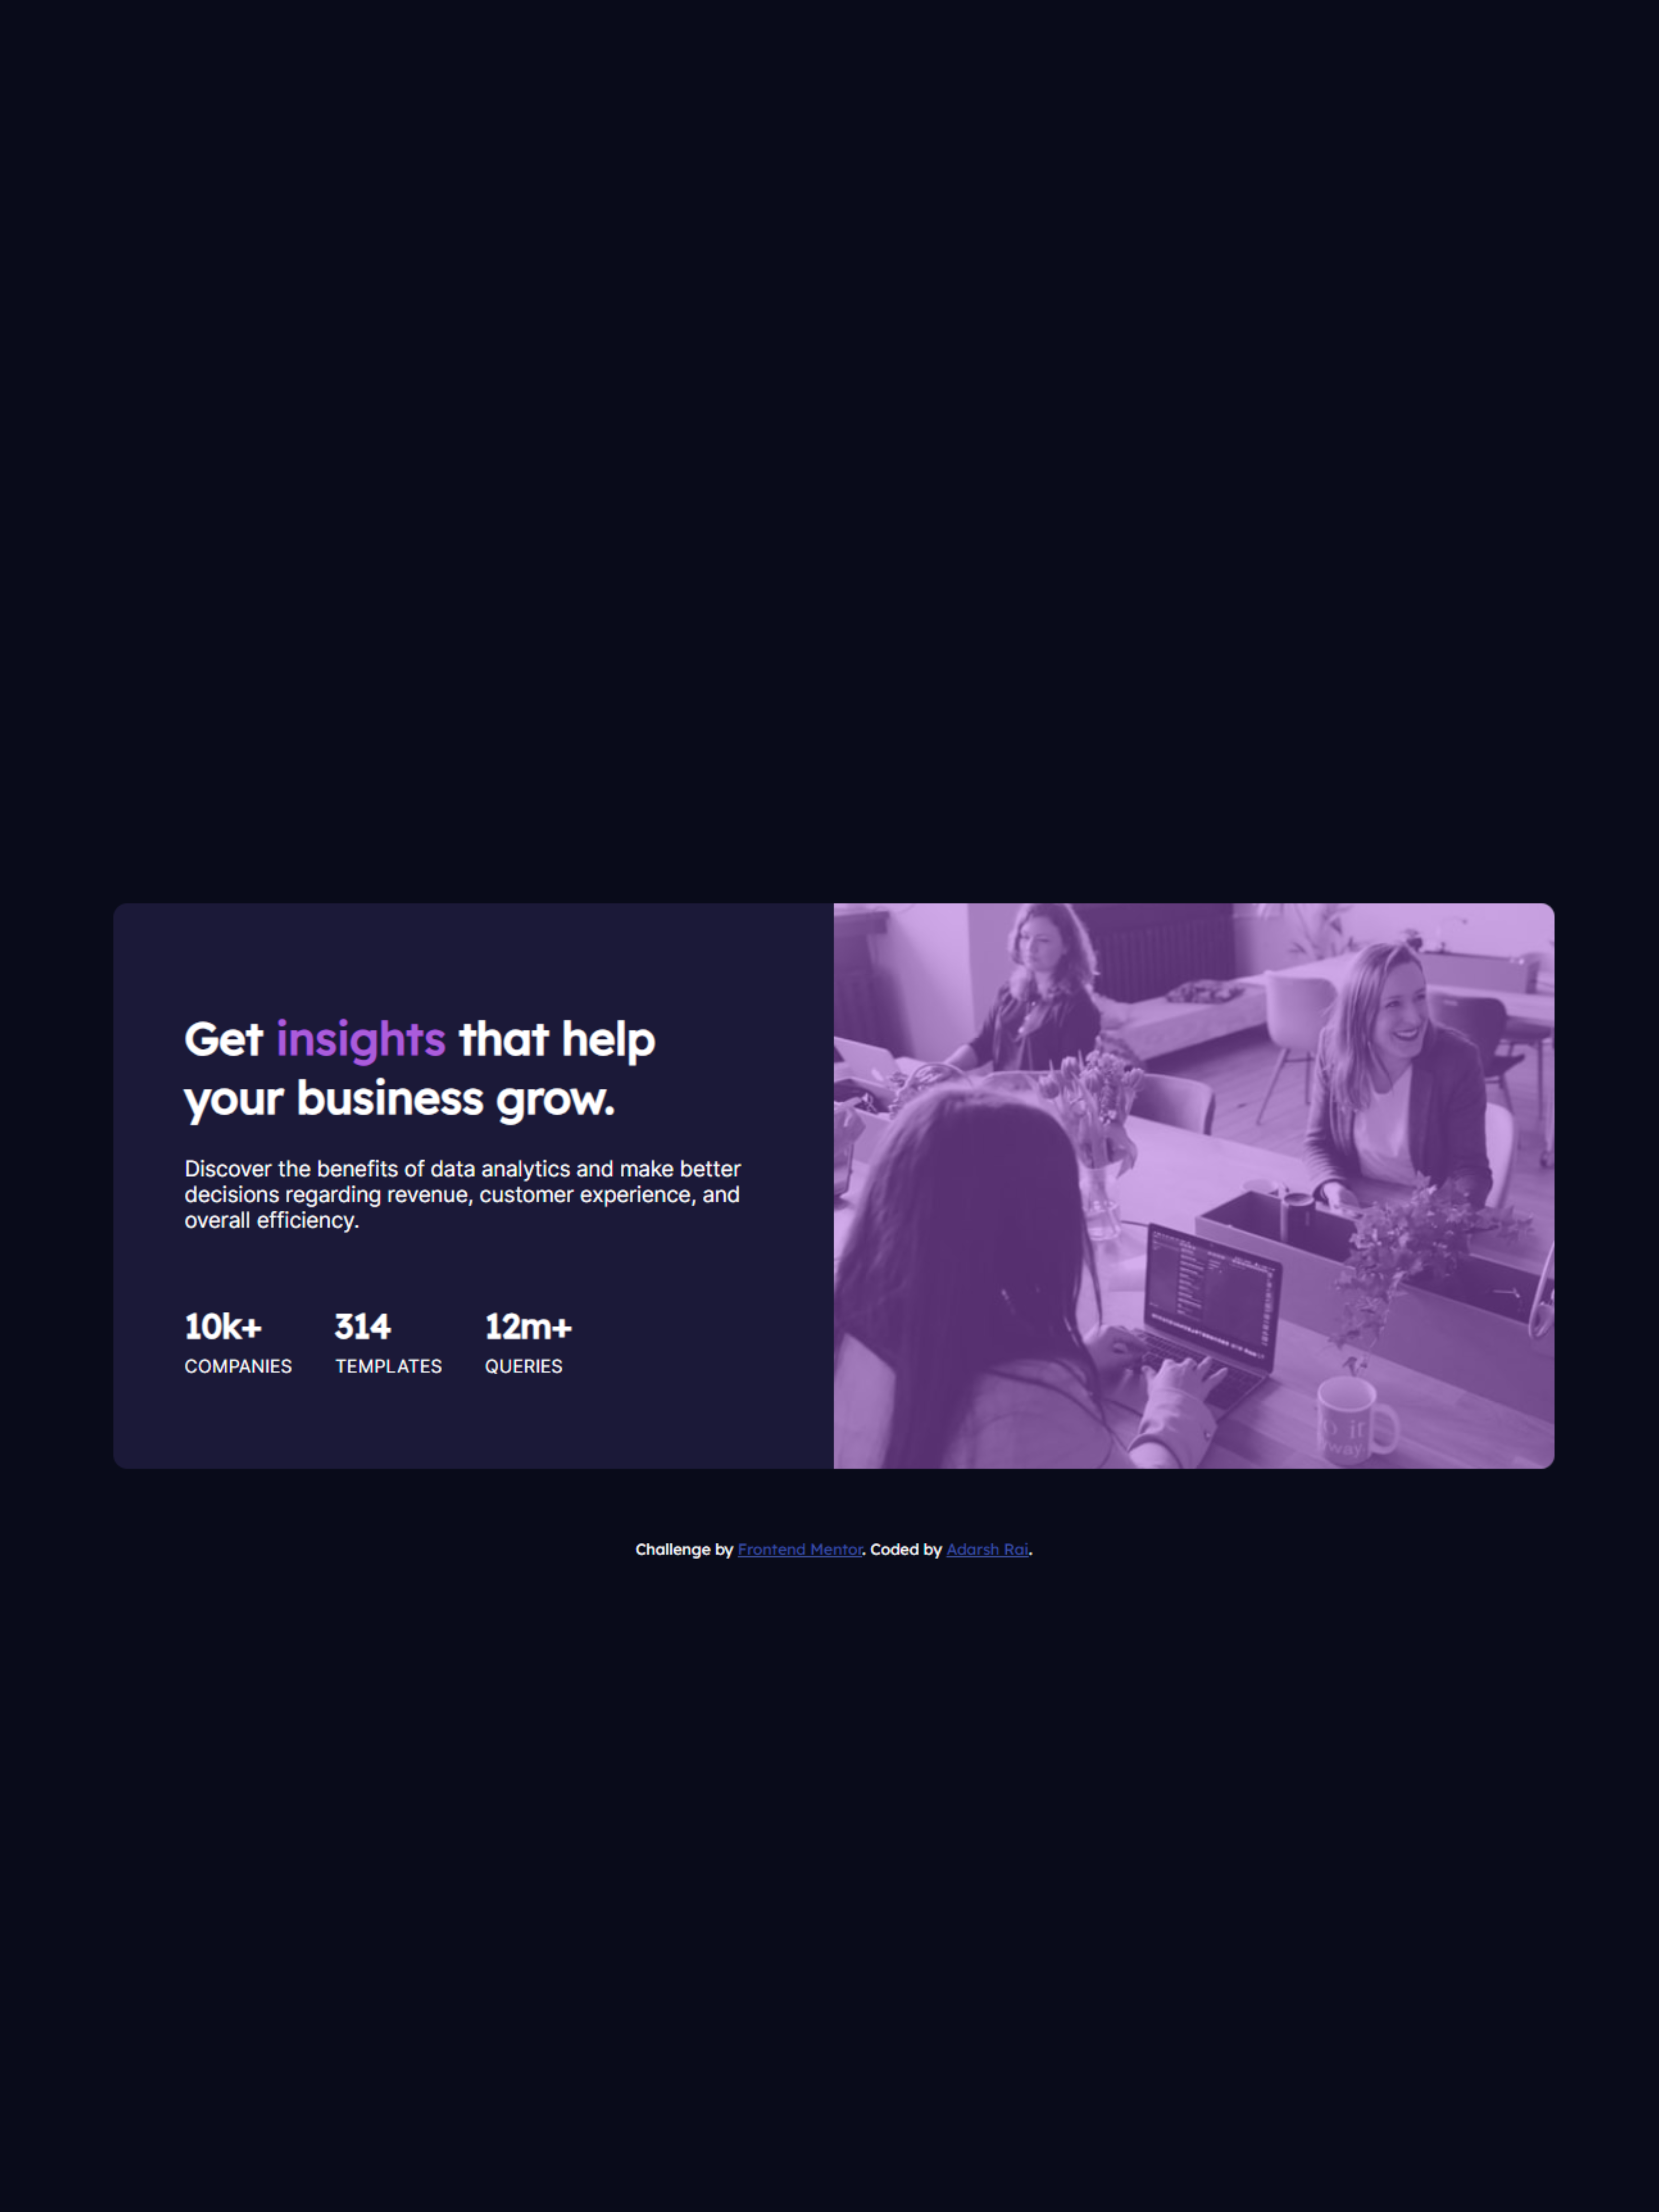 Get insights that help
your business grow.
Discover the benefits of data analytics and make better
decisions regarding revenue, customer experience, and
overall efficiency.
10k+ 314 12m+
COMPANIES TEMPLATES QUERIES
it
way
Challenge by Frontend Mentor. Coded by Adarsh Rai.